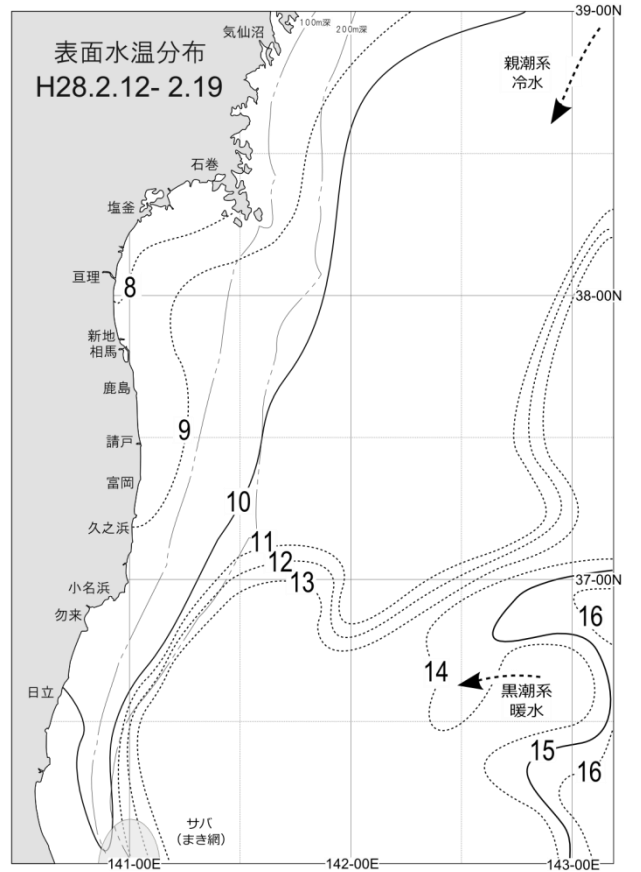 表面水温分布
H28.2.12- 2.19
気仙沼
100m深
200m深
39-00N
親潮系
冷水
石巻
塩釜
亘理
8
38-00N
新地
相馬
鹿島
9
請戸
富岡
10
久之浜
11
12
13
37-00N
小名浜
勿来
16
14
日立
黒潮系
暖水
15
16
サバ
(まき網)
141-00E
142-00E
143-00E